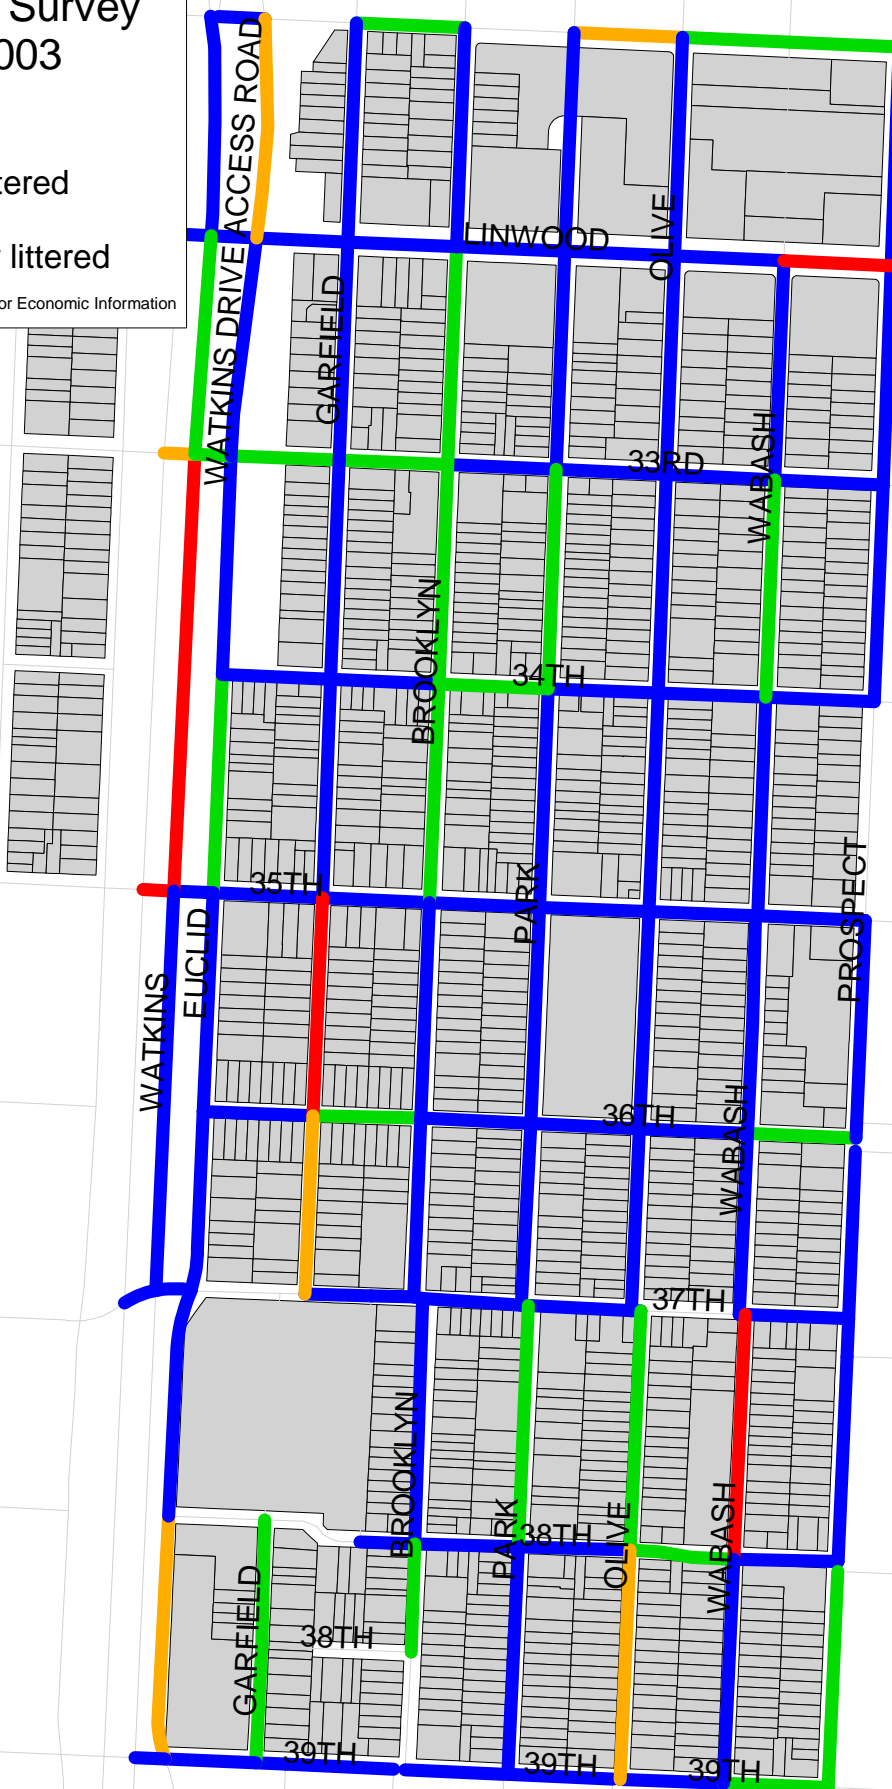 Survey
003
tered
littered
or Economic Information
WATKINS DRIVE ACCESS ROAD
LINWOOD
OLIVE
GARFIELD
33RD
WABASH
BROOKLYN
34TH
35TH
PARK
PROSPECT
EUCLID
WATKINS
36TH
WABASH
37TH
BROOKLYN
PARK
38TH
OLIVE
WABASH
GARFIELD
38TH
39TH
39TH
39TH